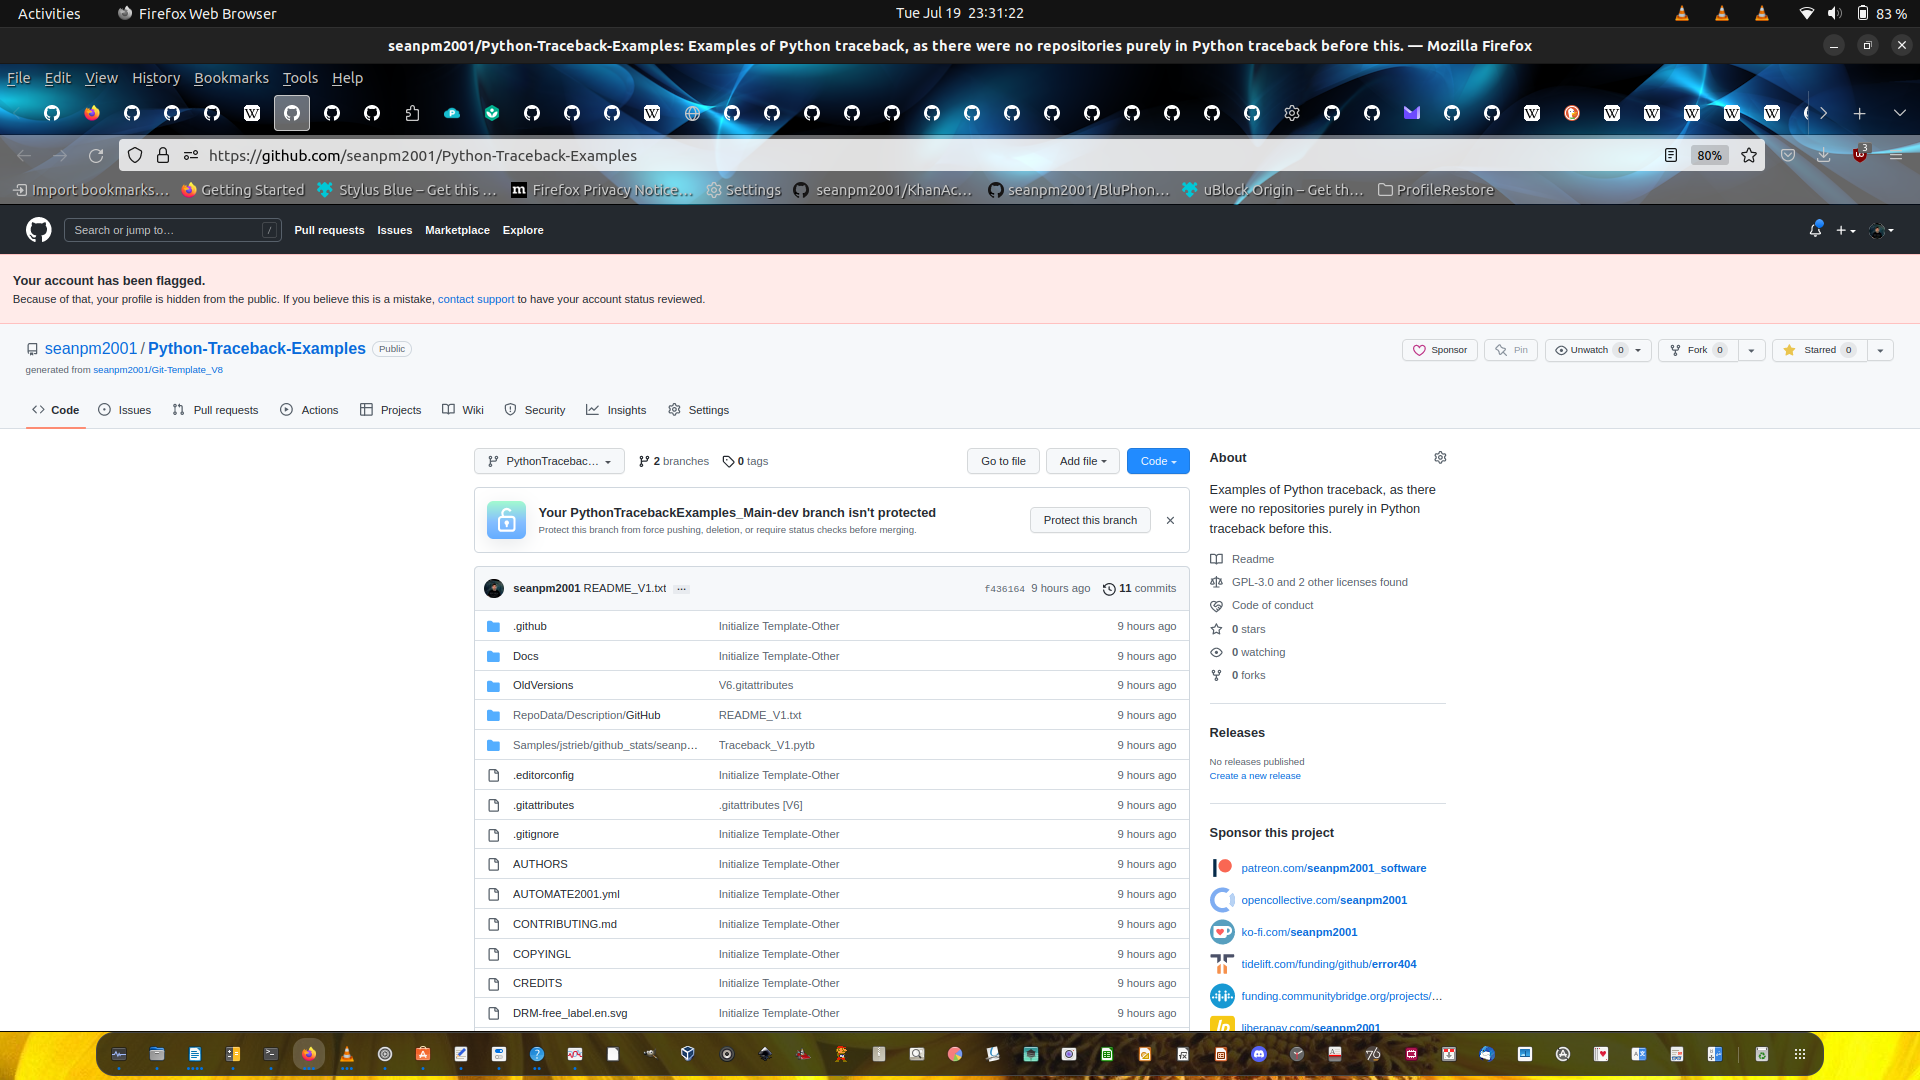 Activities
Firefox Web Browser
Tue Jul 19 23:31:22
83 %
seanpm2001/Python-Traceback-Examples: Examples of Python traceback, as there were no repositories purely in Python traceback before this. — Mozilla Firefox
File Edit View History Bookmarks Tools Help
https://github.com/seanpm2001/Python-Traceback-Examples
80%
3
Import bookmarks…
Getting Started
Stylus Blue – Get this …
Firefox Privacy Notice…
Settings
seanpm2001/KhanAc…
seanpm2001/BluPhon…
uBlock Origin – Get th…
ProfileRestore
Search or jump to…
/
Pull requests Issues Marketplace Explore
Your account has been flagged.
Because of that, your profile is hidden from the public. If you believe this is a mistake, contact support to have your account status reviewed.
seanpm2001 / Python-Traceback-Examples Public
generated from seanpm2001/Git-Template_V8
Sponsor
Pin
Unwatch 0
Fork 0
Starred 0
Code
Issues
Pull requests
Actions
Projects
Wiki
Security
Insights
Settings
PythonTracebac…
2 branches
0 tags
Go to file
Add file
Code
Your PythonTracebackExamples_Main-dev branch isn't protected
Protect this branch from force pushing, deletion, or require status checks before merging.
Protect this branch
seanpm2001 README_V1.txt … f436164 9 hours ago 11 commits
.github Initialize Template-Other 9 hours ago
Docs Initialize Template-Other 9 hours ago
OldVersions V6.gitattributes 9 hours ago
RepoData/Description/GitHub README_V1.txt 9 hours ago
Samples/jstrieb/github_stats/seanp… Traceback_V1.pytb 9 hours ago
.editorconfig Initialize Template-Other 9 hours ago
.gitattributes .gitattributes [V6] 9 hours ago
.gitignore Initialize Template-Other 9 hours ago
AUTHORS Initialize Template-Other 9 hours ago
AUTOMATE2001.yml Initialize Template-Other 9 hours ago
CONTRIBUTING.md Initialize Template-Other 9 hours ago
COPYINGL Initialize Template-Other 9 hours ago
CREDITS Initialize Template-Other 9 hours ago
DRM-free_label.en.svg Initialize Template-Other 9 hours ago
About
Examples of Python traceback, as there
were no repositories purely in Python
traceback before this.
Readme
GPL-3.0 and 2 other licenses found
Code of conduct
0 stars
0 watching
0 forks
Releases
No releases published
Create a new release
Sponsor this project
patreon.com/seanpm2001_software
opencollective.com/seanpm2001
ko-fi.com/seanpm2001
tidelift.com/funding/github/error404
funding.communitybridge.org/projects/…
liberapay.com/seanpm2001